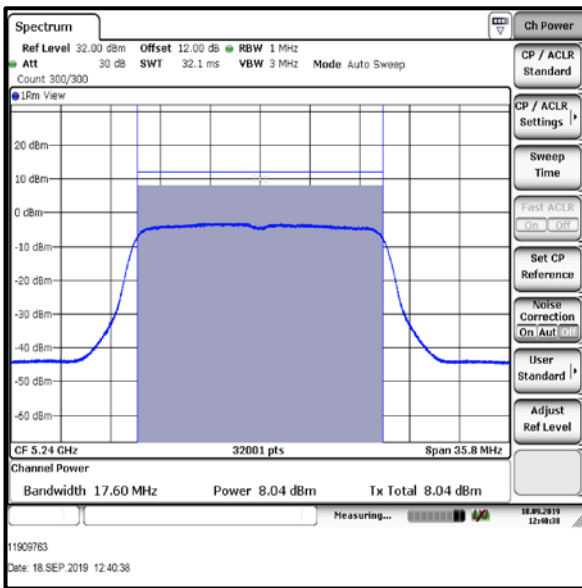 Spectrum
Ch Power
Ref Level 32.00 dBm Offset 12.00 dB RBW 1 MHz
Att 30 dB SWT 32.1 ms VBW 3 MHz Mode Auto Sweep
Count 300/300
1Rm View
20 dBm
10 dBm
0 dBm
-10 dBm
-20 dBm
-30 dBm
-40 dBm
-50 dBm
-60 dBm
CF 5.24 GHz 32001 pts Span 35.8 MHz
Channel Power
Bandwidth 17.60 MHz Power 8.04 dBm Tx Total 8.04 dBm
Measuring...
18.09.2019
12:40:38
CP / ACLR
Standard
CP / ACLR
Settings
Sweep
Time
Fast ACLR
On Off
Set CP
Reference
Noise
Correction
On Aut Off
User
Standard
Adjust
Ref Level
11909763
Date: 18.SEP.2019 12:40:38